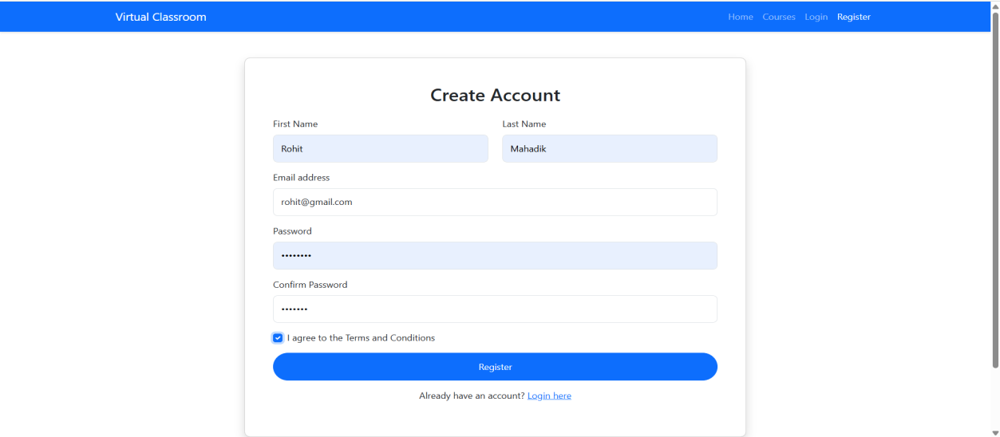 Virtual Classroom Home Courses Login Register
Create Account
First Name Last Name
Rohit Mahadik
Email address
rohit@gmail.com
Password
••••••••
Confirm Password
•••••••
I agree to the Terms and Conditions
Register
Already have an account? Login here